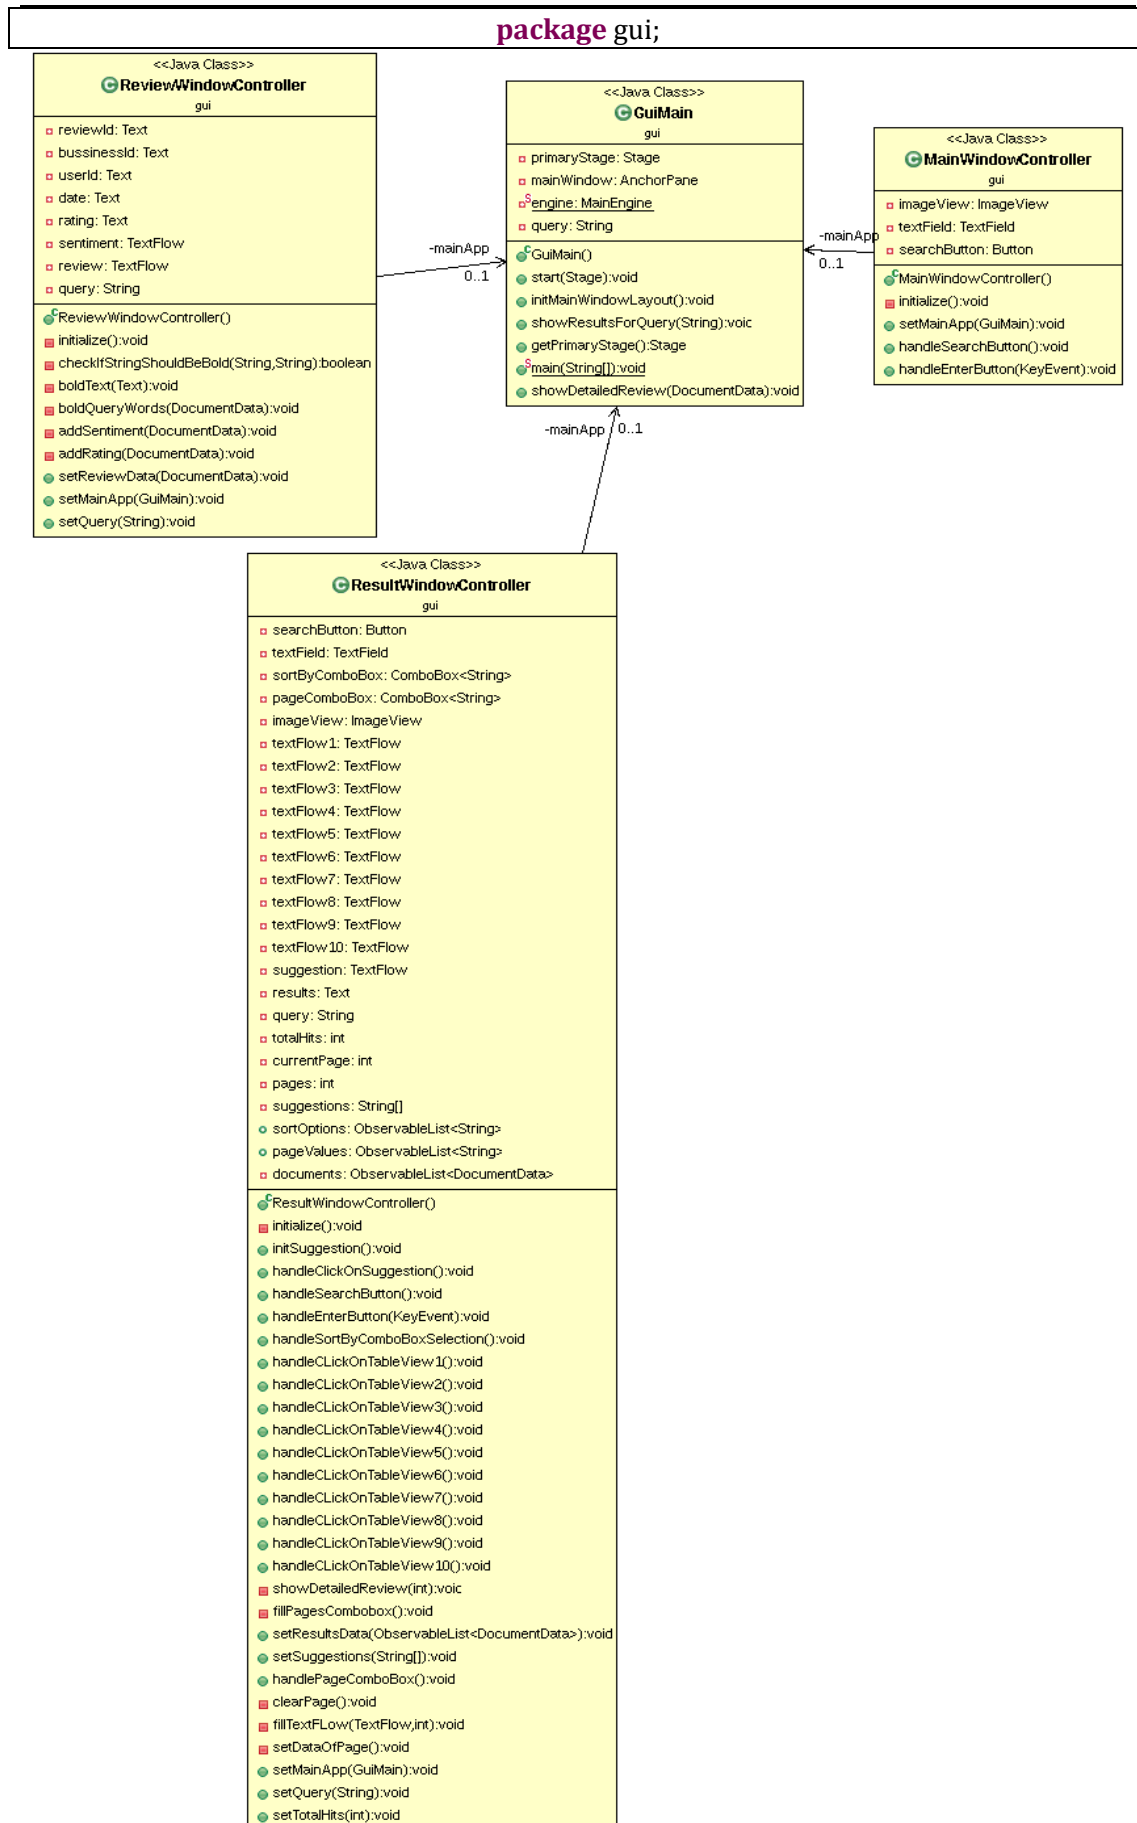 package gui;
<<Java Class>>
ReviewWindowController
gui
reviewId: Text
bussinessId: Text
userId: Text
date: Text
rating: Text
sentiment: TextFlow
review: TextFlow
query: String
ReviewWindowController()
initialize():void
checkIfStringShouldBeBold(String,String):boolean
boldText(Text):void
boldQueryWords(DocumentData):void
addSentiment(DocumentData):void
addRating(DocumentData):void
setReviewData(DocumentData):void
setMainApp(GuiMain):void
setQuery(String):void
-mainApp
0..1
<<Java Class>>
GuiMain
gui
primaryStage: Stage
mainWindow: AnchorPane
engine: MainEngine
query: String
GuiMain()
start(Stage):void
initMainWindowLayout():void
showResultsForQuery(String):voic
getPrimaryStage():Stage
main(String[]):void
showDetailedReview(DocumentData):void
-mainApp
0..1
<<Java Class>>
MainWindowController
gui
imageView: ImageView
textField: TextField
searchButton: Button
MainWindowController()
initialize():void
setMainApp(GuiMain):void
handleSearchButton():void
handleEnterButton(KeyEvent):void
-mainApp
0..1
<<Java Class>>
ResultWindowController
gui
searchButton: Button
textField: TextField
sortByComboBox: ComboBox<String>
pageComboBox: ComboBox<String>
imageView: ImageView
textFlow1: TextFlow
textFlow2: TextFlow
textFlow3: TextFlow
textFlow4: TextFlow
textFlow5: TextFlow
textFlow6: TextFlow
textFlow7: TextFlow
textFlow8: TextFlow
textFlow9: TextFlow
textFlow10: TextFlow
suggestion: TextFlow
results: Text
query: String
totalHits: int
currentPage: int
pages: int
suggestions: String[]
sortOptions: ObservableList<String>
pageValues: ObservableList<String>
documents: ObservableList<DocumentData>
ResultWindowController()
initialize():void
initSuggestion():void
handleClickOnSuggestion():void
handleSearchButton():void
handleEnterButton(KeyEvent):void
handleSortByComboBoxSelection():void
handleCLickOnTableView1():void
handleCLickOnTableView2():void
handleCLickOnTableView3():void
handleCLickOnTableView4():void
handleCLickOnTableView5():void
handleCLickOnTableView6():void
handleCLickOnTableView7():void
handleCLickOnTableView8():void
handleCLickOnTableView9():void
handleCLickOnTableView10():void
showDetailedReview(int):voic
fillPagesCombobox():void
setResultsData(ObservableList<DocumentData>):void
setSuggestions(String[]):void
handlePageComboBox():void
clearPage():void
fillTextFLow(TextFlow,int):void
setDataOfPage():void
setMainApp(GuiMain):void
setQuery(String):void
setTotalHits(int):void